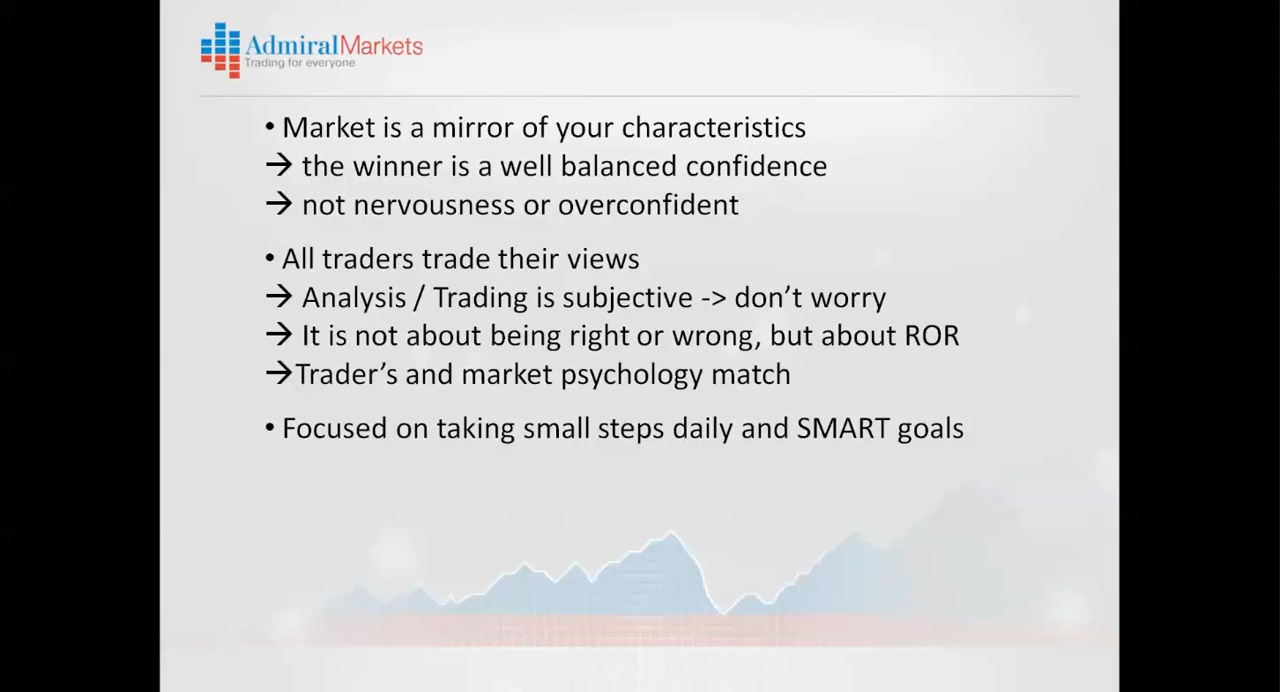 AdmiralMarkets
Trading for everyone
• Market is a mirror of your characteristics
→ the winner is a well balanced confidence
→ not nervousness or overconfident
• All traders trade their views
→ Analysis / Trading is subjective -> don’t worry
→ It is not about being right or wrong, but about ROR
→Trader’s and market psychology match
• Focused on taking small steps daily and SMART goals